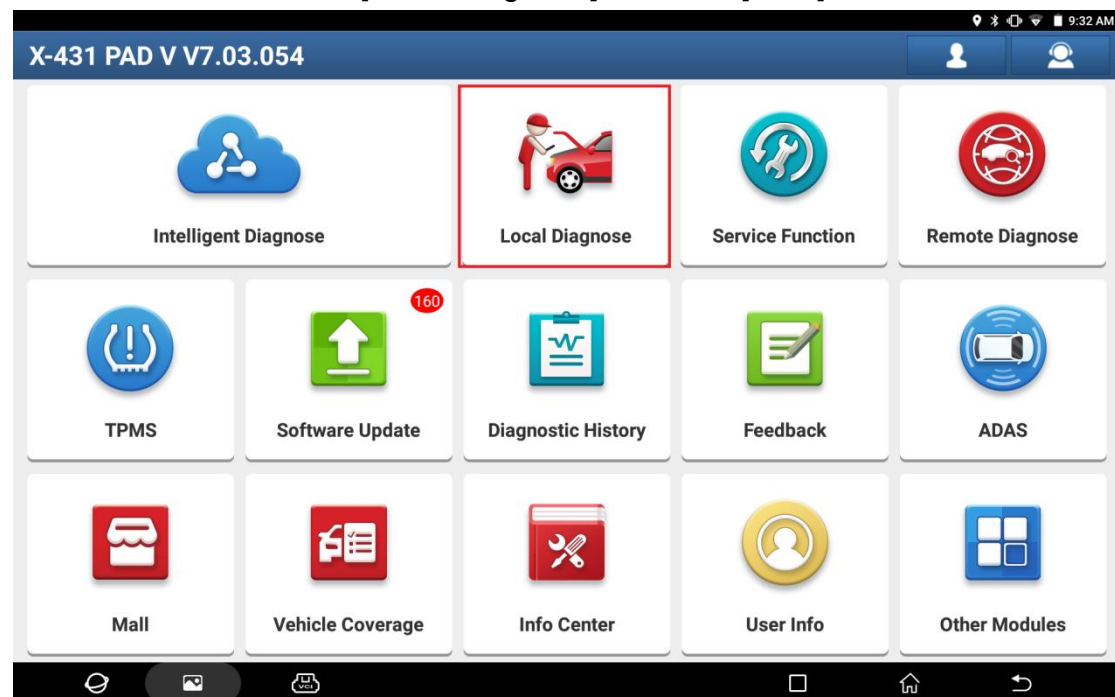 9:32 AM
X-431 PAD V V7.03.054
Intelligent Diagnose
Local Diagnose
Service Function
Remote Diagnose
160
TPMS
Software Update
Diagnostic History
Feedback
ADAS
Mall
Vehicle Coverage
Info Center
User Info
Other Modules
VCI